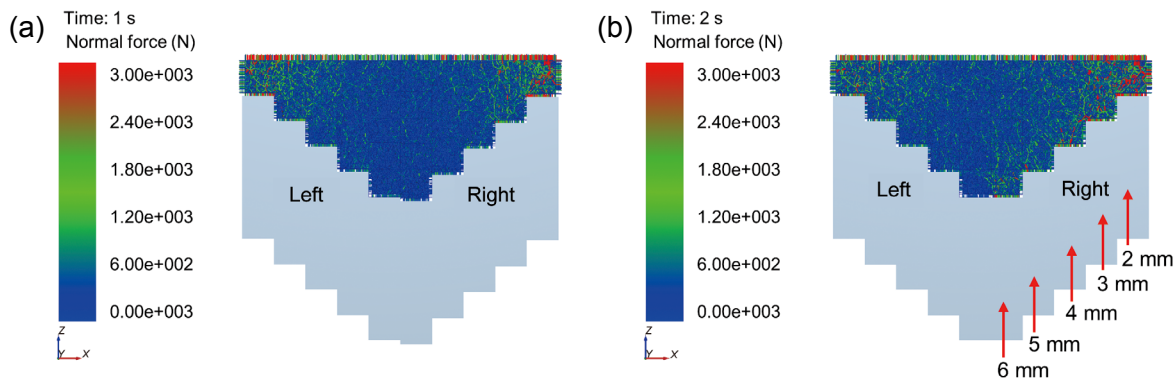 (a)
Time: 1 s
Normal force (N)
3.00e+003
2.40e+003
1.80e+003
1.20e+003
6.00e+002
0.00e+003
Z
Y
X
Left
Right
(b)
Time: 2 s
Normal force (N)
3.00e+003
2.40e+003
1.80e+003
1.20e+003
6.00e+002
0.00e+003
Z
Y
X
Left
Right
2 mm
3 mm
4 mm
5 mm
6 mm